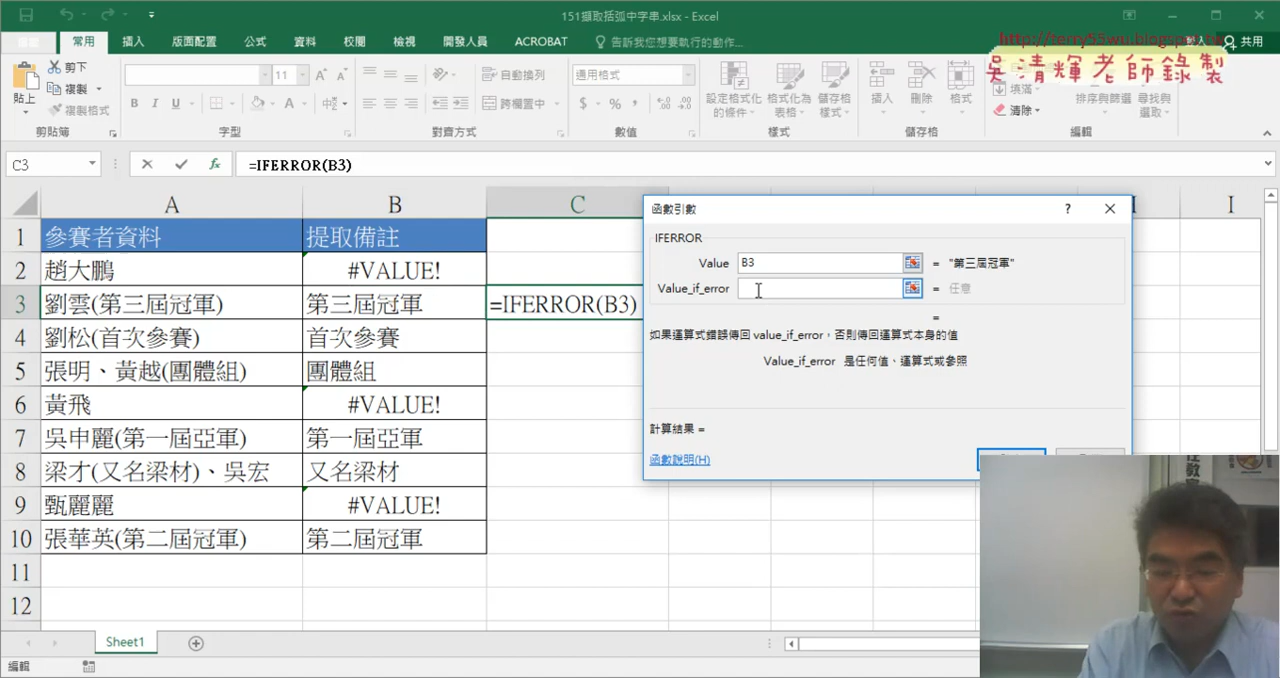 151擷取括弧中字串.xlsx - Excel
常用 插入 版面配置 公式 資料 校閱 檢視 開發人員 ACROBAT 告訴我您想要執行的動作... 共用
http://terry55wu.blogspot.tw
吳清輝老師錄製
貼上 剪下 複製 複製格式
11 A A B I U A
自動換列 跨欄置中
通用格式 $ % ,
設定格式化的條件 格式化為表格 儲存格樣式
插入 刪除 格式
填滿 清除 排序與篩選 尋找與選取
剪貼簿 字型 對齊方式 數值 樣式 儲存格 編輯
C3 fx =IFERROR(B3)
A B C I
1 參賽者資料 提取備註
2 趙大鵬 #VALUE!
3 劉雲(第三屆冠軍) 第三屆冠軍 =IFERROR(B3)
4 劉松(首次參賽) 首次參賽
5 張明、黃越(團體組) 團體組
6 黃飛 #VALUE!
7 吳申麗(第一屆亞軍) 第一屆亞軍
8 梁才(又名梁材)、吳宏 又名梁材
9 甄麗麗 #VALUE!
10 張華英(第二屆冠軍) 第二屆冠軍
11
12
函數引數 ?
IFERROR
Value B3 = "第三屆冠軍"
Value_if_error = 任意
=
如果運算式錯誤傳回 value_if_error，否則傳回運算式本身的值
Value_if_error 是任何值、運算式或參照
計算結果 =
函數說明(H)
Sheet1
編輯